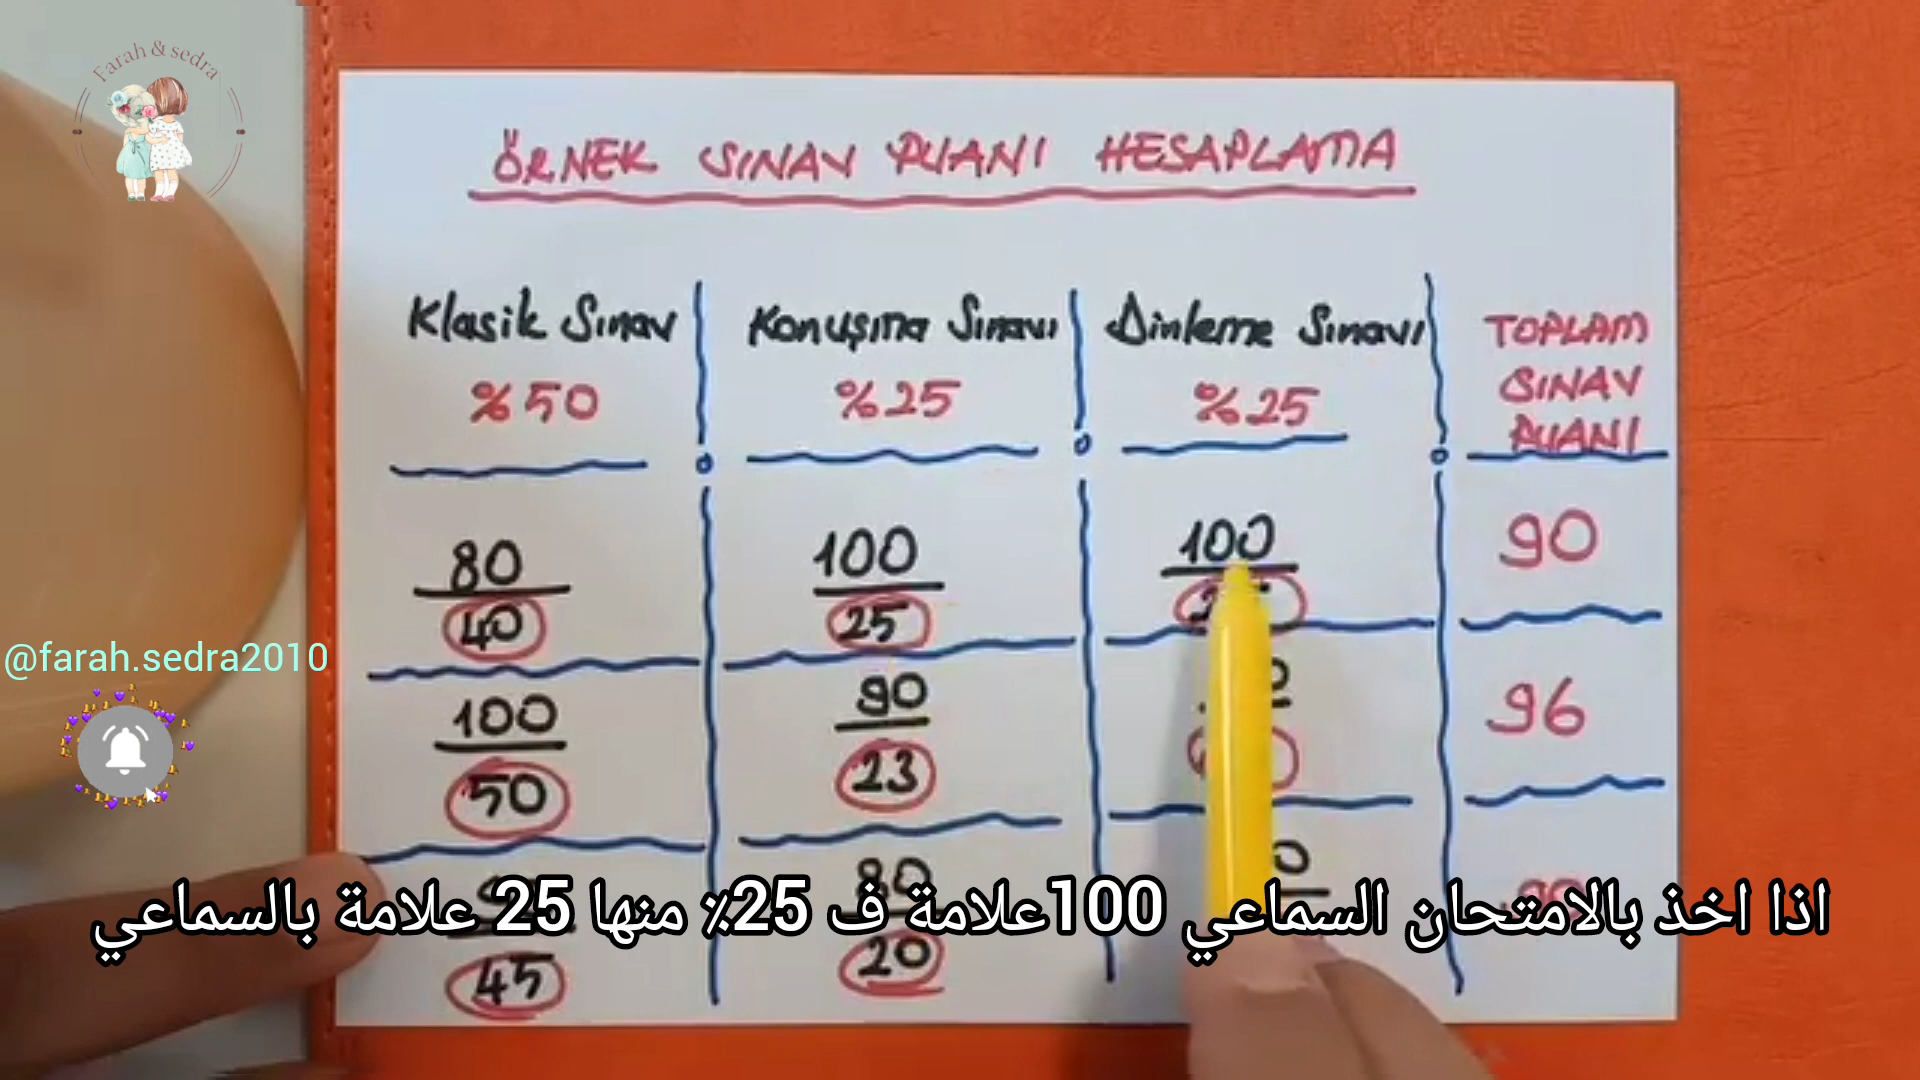 Farah & sedra
ÖRNEK SINAV PUANI HESAPLAMA
Klasik Sınav
%50
Konuşma Sınavı
%25
Dinleme Sınavı
%25
TOPLAM
SINAV
PUANI
80
40
100
25
100
90
@farah.sedra2010
100
50
90
23
96
80
اذا اخذ بالامتحان السماعي 100علامة ف 25٪ منها 25 علامة بالسماعي
45
20